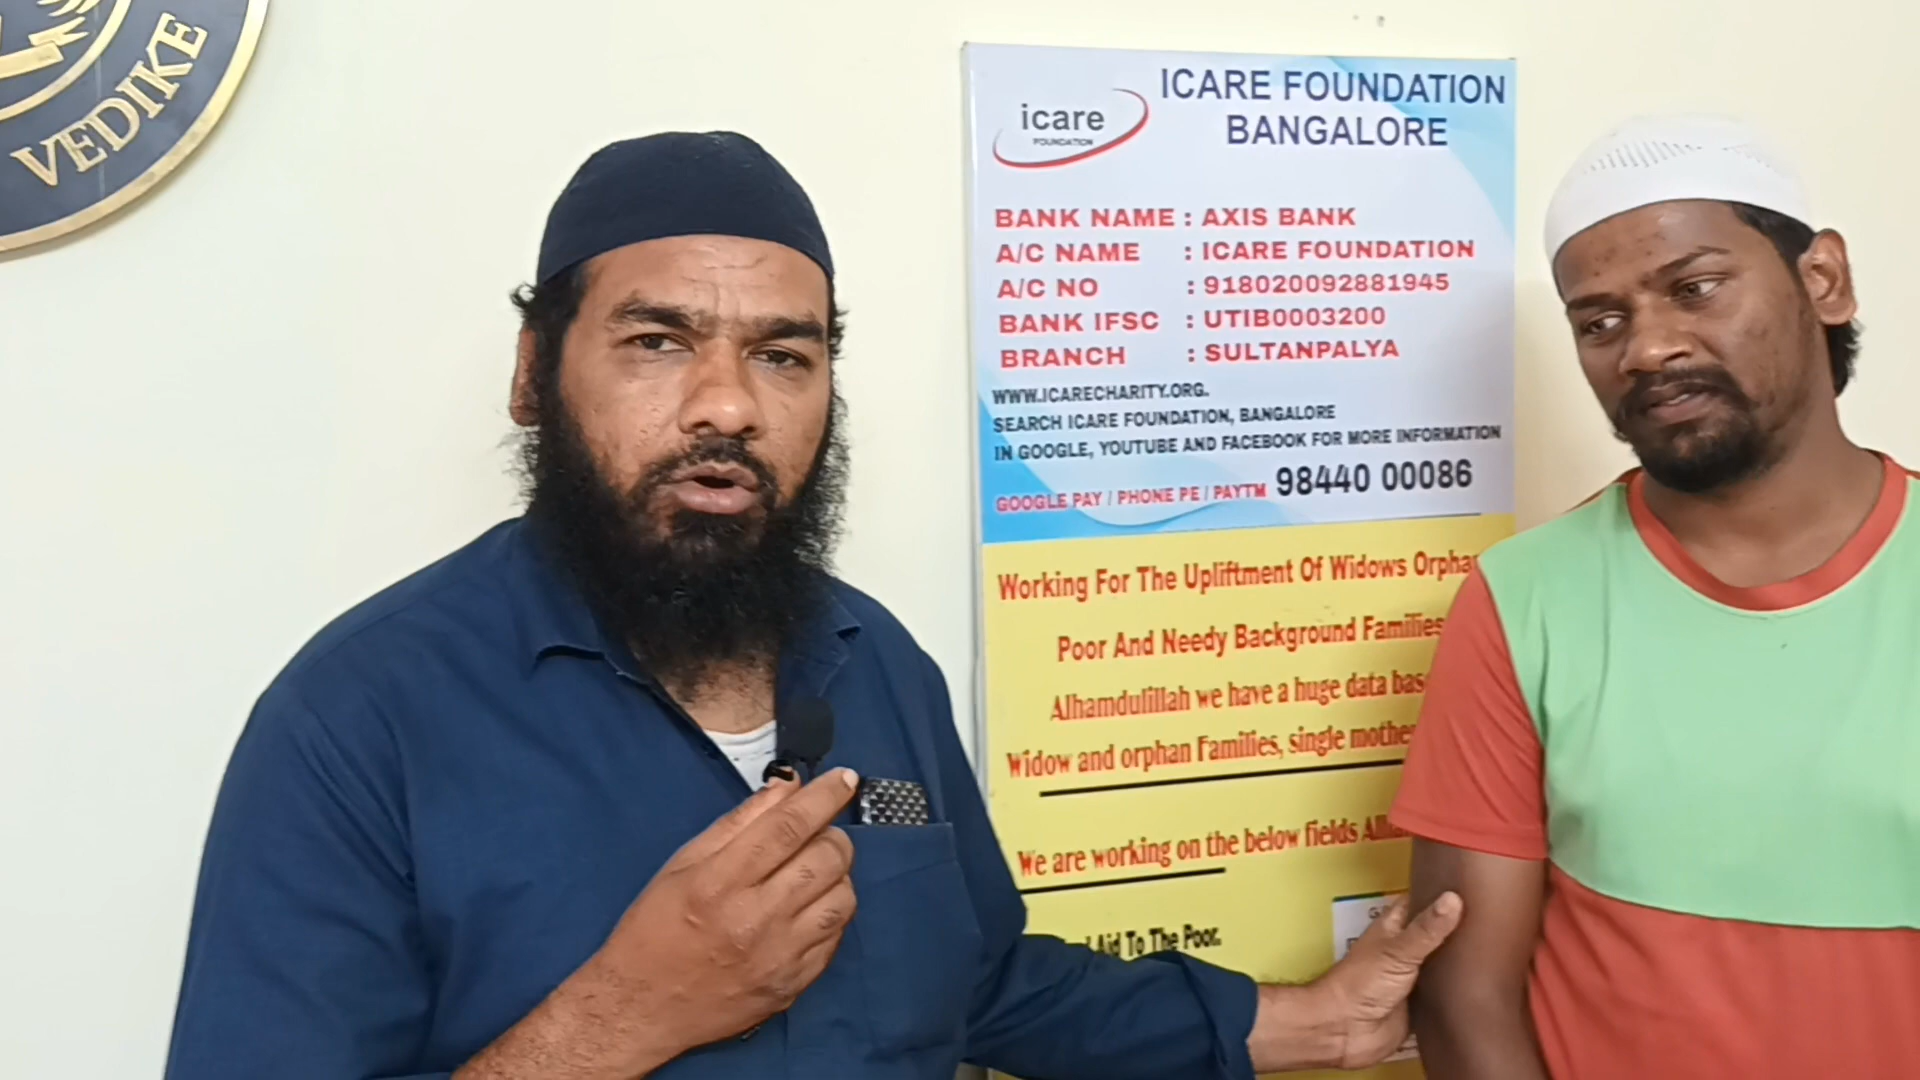 VEDIKE
icare
FOUNDATION
ICARE FOUNDATION
BANGALORE
BANK NAME : AXIS BANK
A/C NAME : ICARE FOUNDATION
A/C NO : 918020092881945
BANK IFSC : UTIB0003200
BRANCH : SULTANPALYA
WWW.ICARECHARITY.ORG.
SEARCH ICARE FOUNDATION, BANGALORE
IN GOOGLE, YOUTUBE AND FACEBOOK FOR MORE INFORMATION
GOOGLE PAY / PHONE PE / PAYTM 98440 00086
Working For The Upliftment Of Widows
Poor And Needy Background Families
Alhamdulillah we have a huge data
Widow and orphan Families, single
We are working on the below fields
Aid To The Poor.